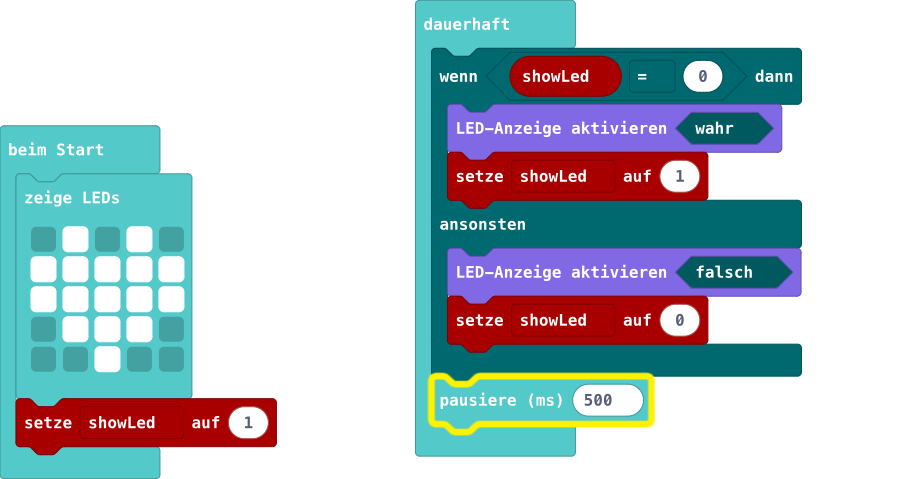 beim Start
zeige LEDs
setze showLed auf 1
dauerhaft
wenn showLed = 0 dann
LED-Anzeige aktivieren wahr
setze showLed auf 1
ansonsten
LED-Anzeige aktivieren falsch
setze showLed auf 0
pausiere (ms) 500